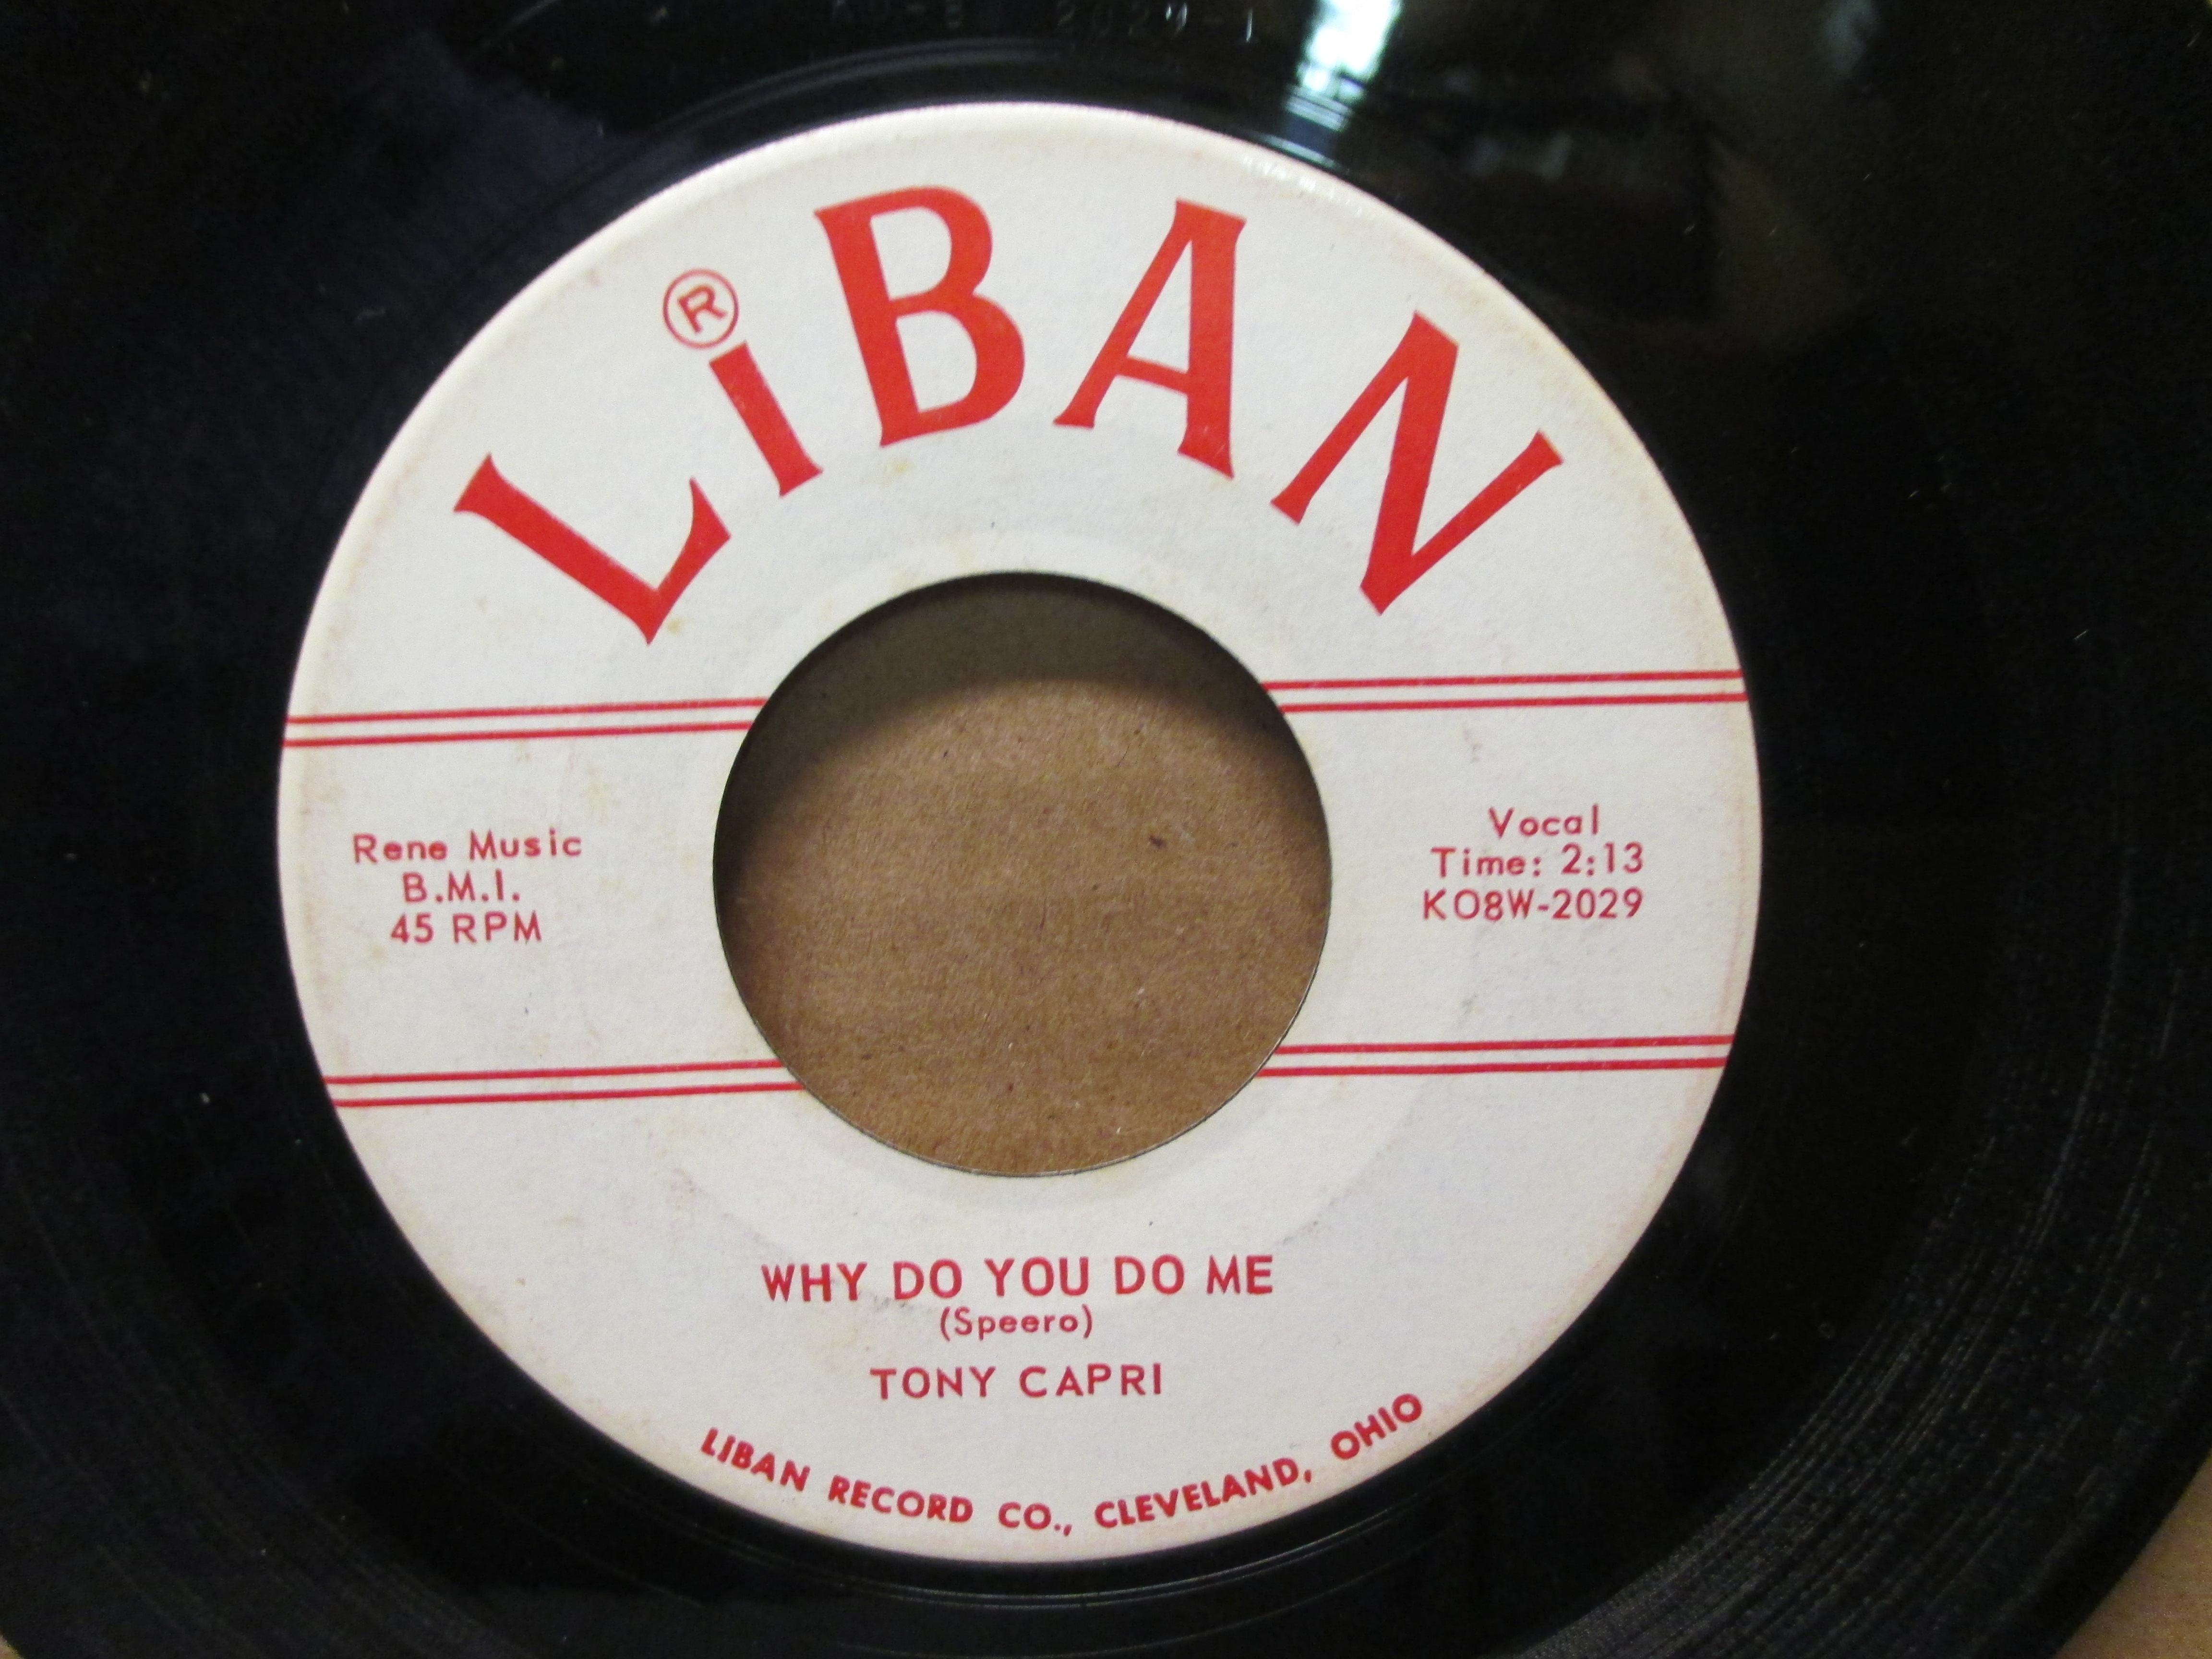 LiBAN
®
Rene Music
B.M.I.
45 RPM
Vocal
Time: 2:13
KO8W-2029
WHY DO YOU DO ME
(Speero)
TONY CAPRI
LIBAN RECORD CO., CLEVELAND, OHIO